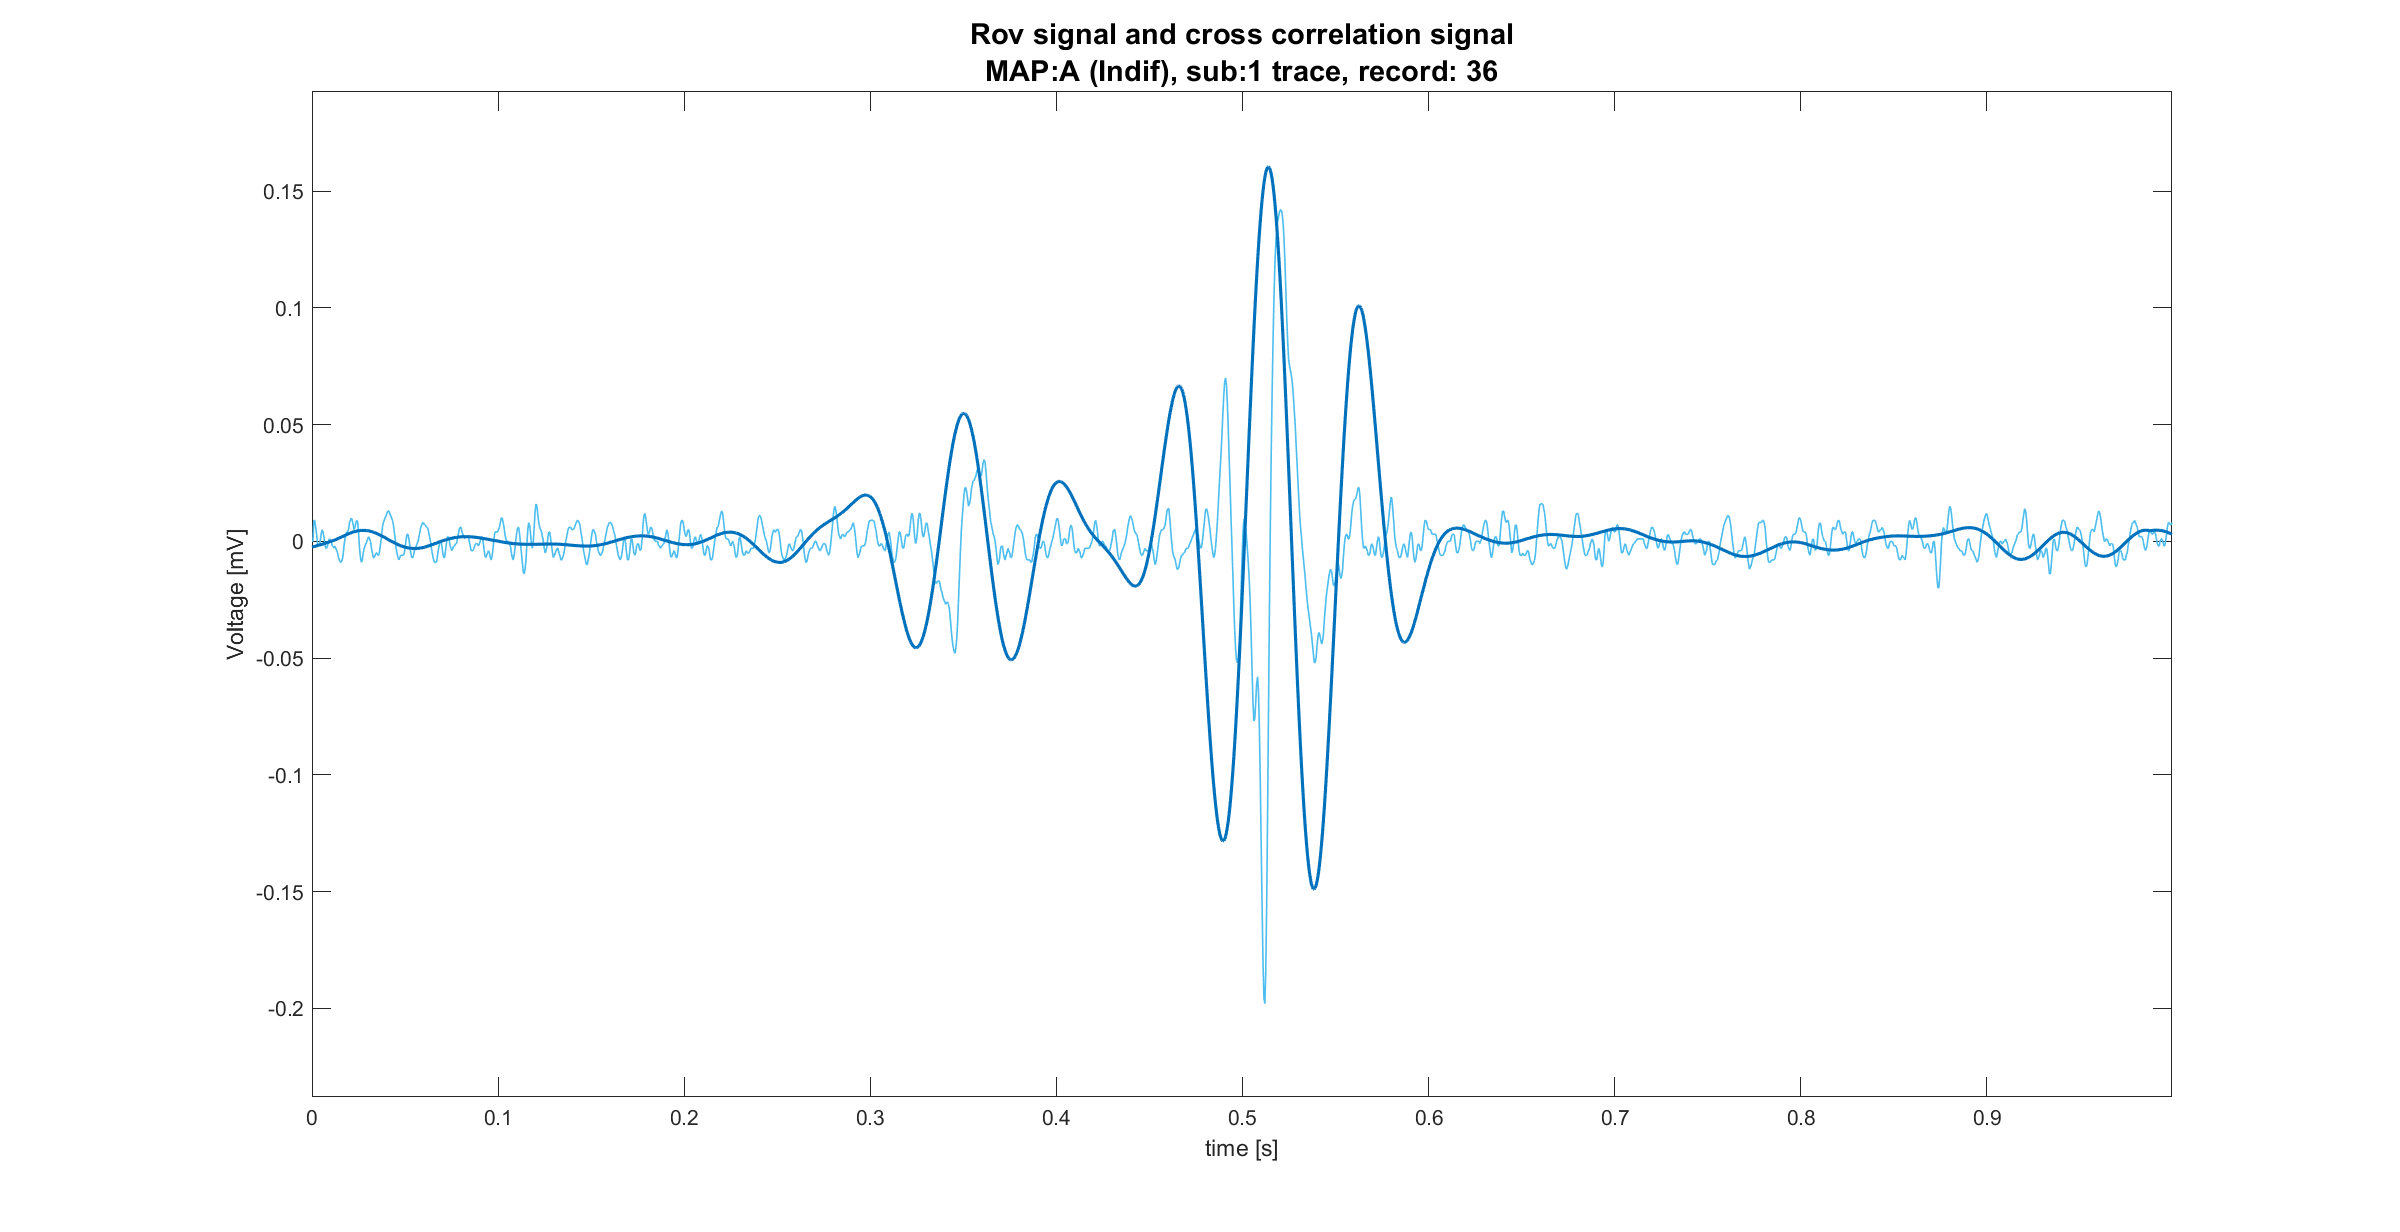 Rov signal and cross correlation signal
MAP:A (Indif), sub:1 trace, record: 36
0.15
0.1
0.05
0
-0.05
-0.1
-0.15
-0.2
Voltage [mV]
0 0.1 0.2 0.3 0.4 0.5 0.6 0.7 0.8 0.9
time [s]